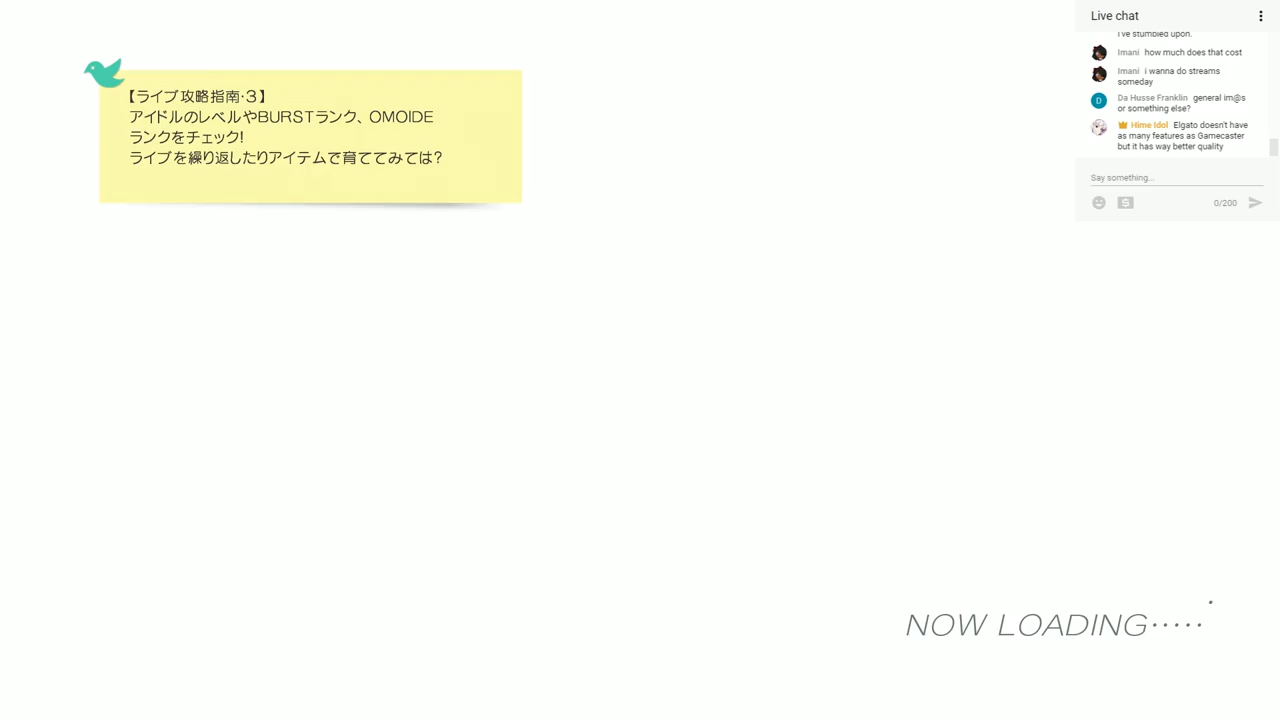 【ライブ攻略指南・3】
アイドルのレベルやBURSTランク、OMOIDE
ランクをチェック!
ライブを繰り返したりアイテムで育ててみては?
Live chat
I've stumbled upon.
Imani how much does that cost
Imani i wanna do streams
someday
D Da Husse Franklin general im@s
or something else?
Hime Idol Elgato doesn't have
as many features as Gamecaster
but it has way better quality
Say something...
0/200
NOW LOADING......